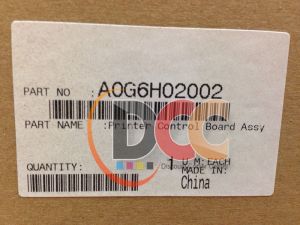 PART NO : A0G6H02002
PART NAME : Printer Control Board Assy
QUANTITY: 1 U.M:EACH
MADE IN:
China
DCC